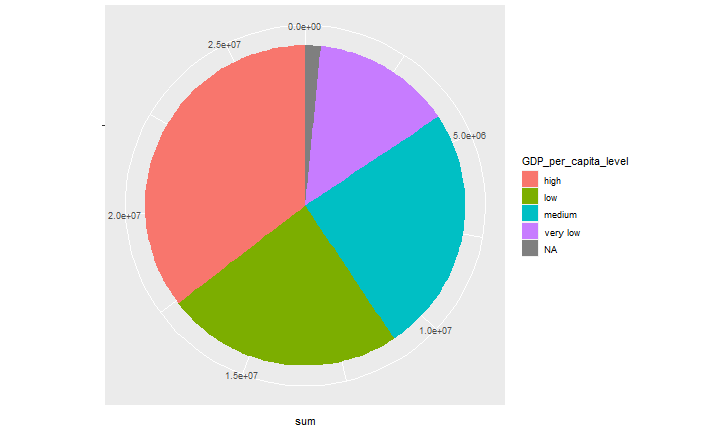 0.0e+00
2.5e+07
5.0e+06
2.0e+07
1.0e+07
1.5e+07
sum
GDP_per_capita_level
high
low
medium
very low
NA